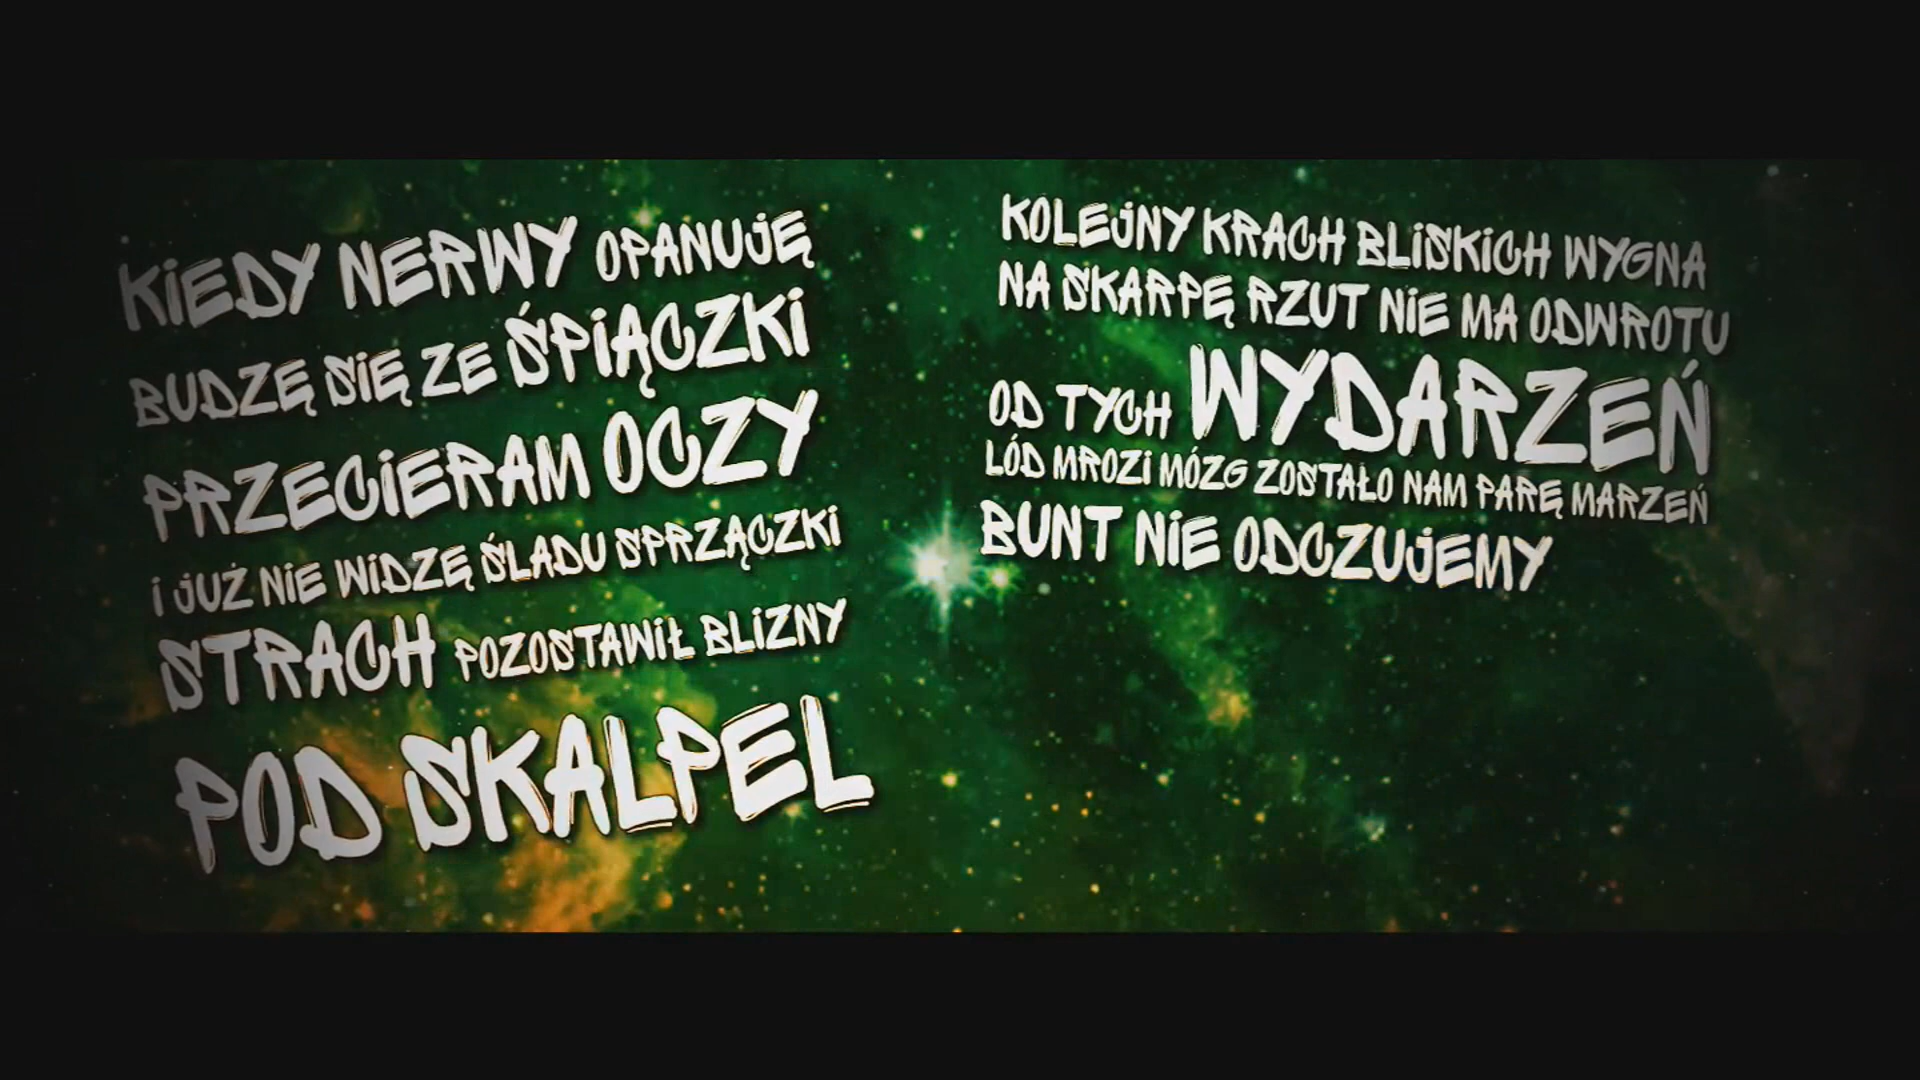 KIEDY NERWY OPANUJĘ
BUDZĘ SIĘ ZE ŚPIĄCZKI
PRZECIERAM OCZY
I JUŻ NIE WIDZĘ ŚLADU SPRZĄCZKI
STRACH POZOSTAWIŁ BLIZNY
POD SKALPEL
KOLEJNY KRACH BLISKICH WYGNA
NA SKARPĘ RZUT NIE MA ODWROTU
OD TYCH WYDARZEŃ
LÓD MROZI MÓZG ZOSTAŁO NAM PARĘ MARZEŃ
BUNT NIE ODCZUJEMY